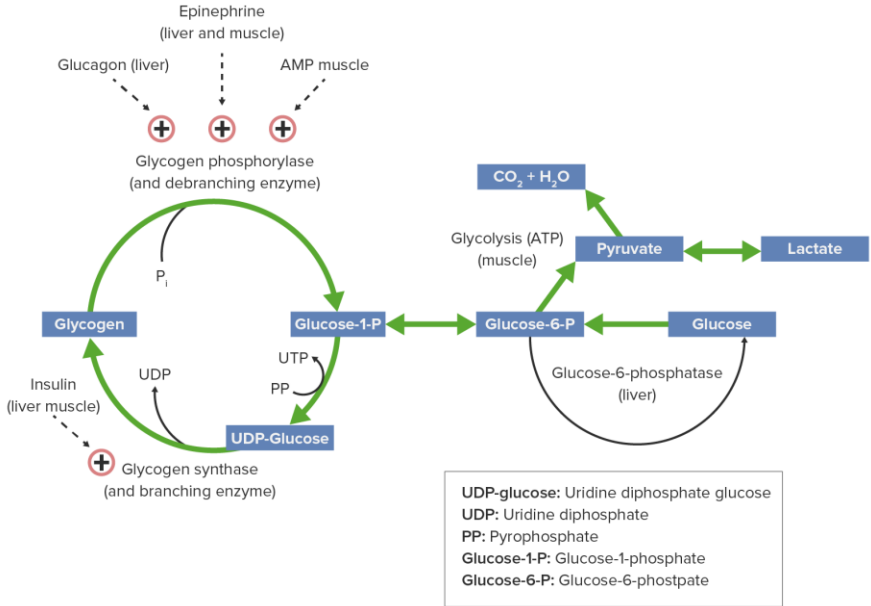 Epinephrine
(liver and muscle)
Glucagon (liver)
AMP muscle
Glycogen phosphorylase
(and debranching enzyme)
CO₂ + H₂O
Glycolysis (ATP)
(muscle)
Pyruvate
Lactate
Pᵢ
Glycogen
Glucose-1-P
Glucose-6-P
Glucose
UTP
PP
UDP
Glucose-6-phosphatase
(liver)
Insulin
(liver muscle)
UDP-Glucose
Glycogen synthase
(and branching enzyme)
UDP-glucose: Uridine diphosphate glucose
UDP: Uridine diphosphate
PP: Pyrophosphate
Glucose-1-P: Glucose-1-phosphate
Glucose-6-P: Glucose-6-phostpate